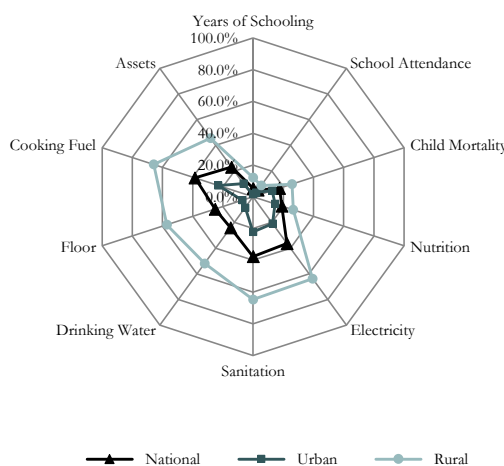 Years of Schooling
100.0%
80.0%
60.0%
40.0%
20.0%
0.0%
School Attendance
Child Mortality
Nutrition
Electricity
Sanitation
Drinking Water
Floor
Cooking Fuel
Assets
National Urban Rural